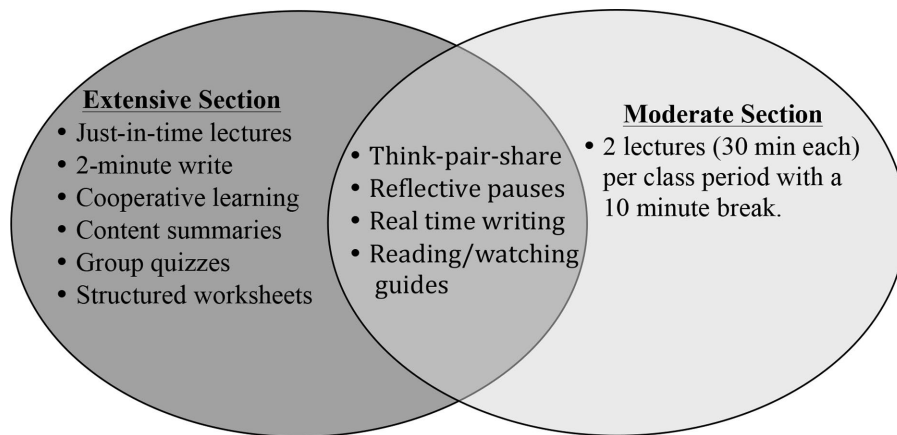 Extensive Section
• Just-in-time lectures
• 2-minute write
• Cooperative learning
• Content summaries
• Group quizzes
• Structured worksheets
• Think-pair-share
• Reflective pauses
• Real time writing
• Reading/watching
guides
Moderate Section
• 2 lectures (30 min each)
per class period with a
10 minute break.